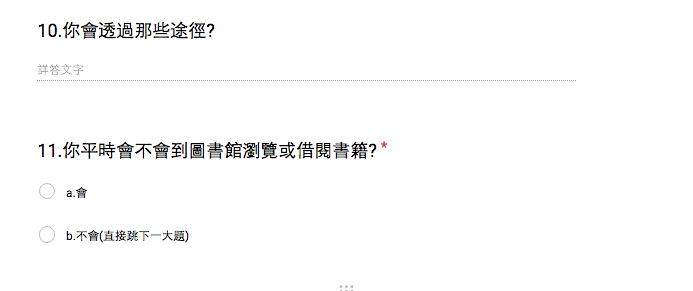 10.你會透過那些途徑?
詳答文字
11.你平時會不會到圖書館瀏覽或借閱書籍? *
a.會
b.不會(直接跳下一大題)